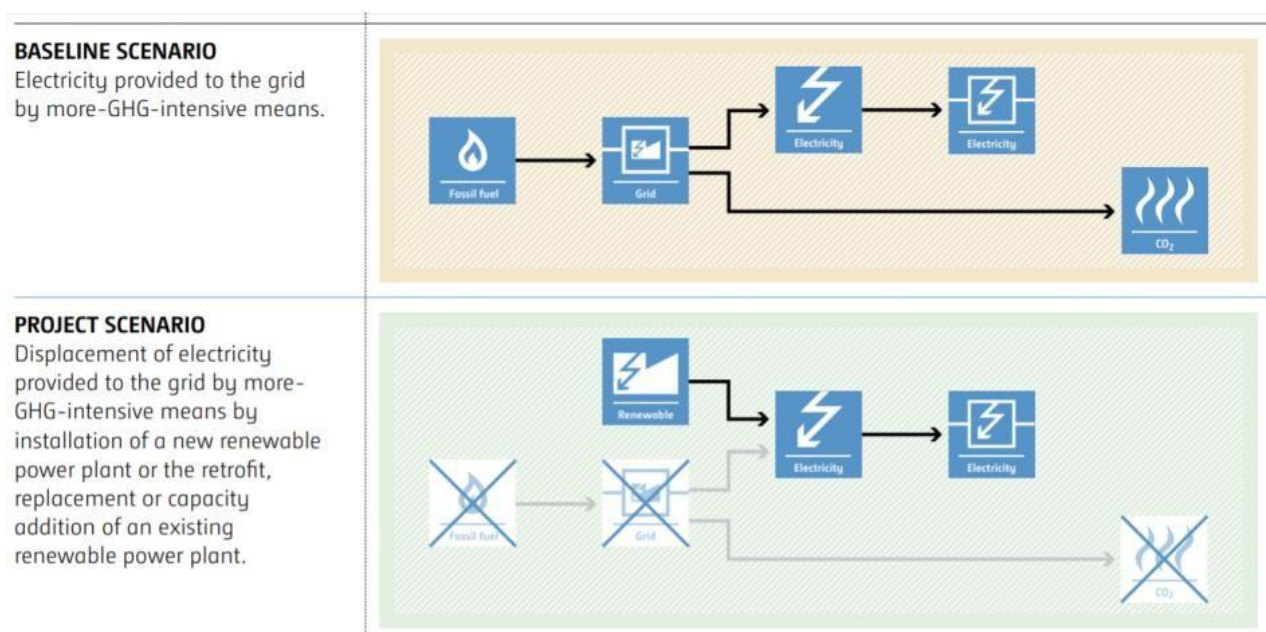 BASELINE SCENARIO
Electricity provided to the grid
by more-GHG-intensive means.
Fossil fuel
Grid
Electricity
Electricity
CO₂
PROJECT SCENARIO
Displacement of electricity
provided to the grid by more-
GHG-intensive means by
installation of a new renewable
power plant or the retrofit,
replacement or capacity
addition of an existing
renewable power plant.
Renewable
Electricity
Electricity
Fossil fuel
Grid
CO₂